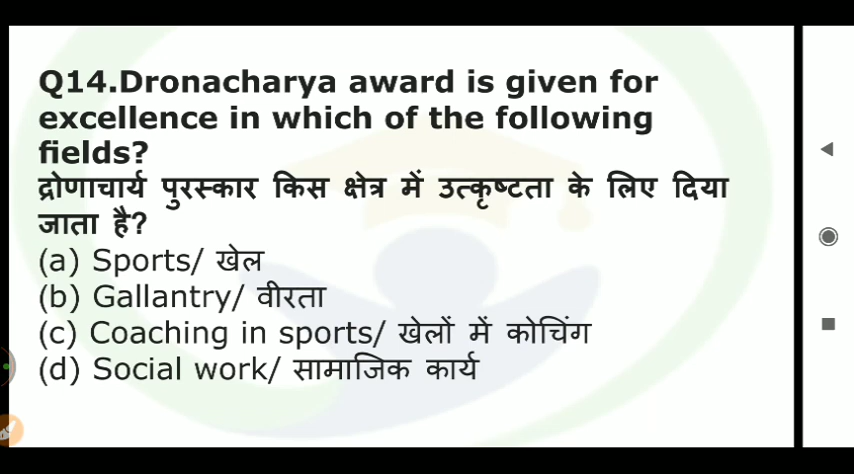 Q14.Dronacharya award is given for
excellence in which of the following
fields?
द्रोणाचार्य पुरस्कार किस क्षेत्र में उत्कृष्टता के लिए दिया
जाता है?
(a) Sports/ खेल
(b) Gallantry/ वीरता
(c) Coaching in sports/ खेलों में कोचिंग
(d) Social work/ सामाजिक कार्य